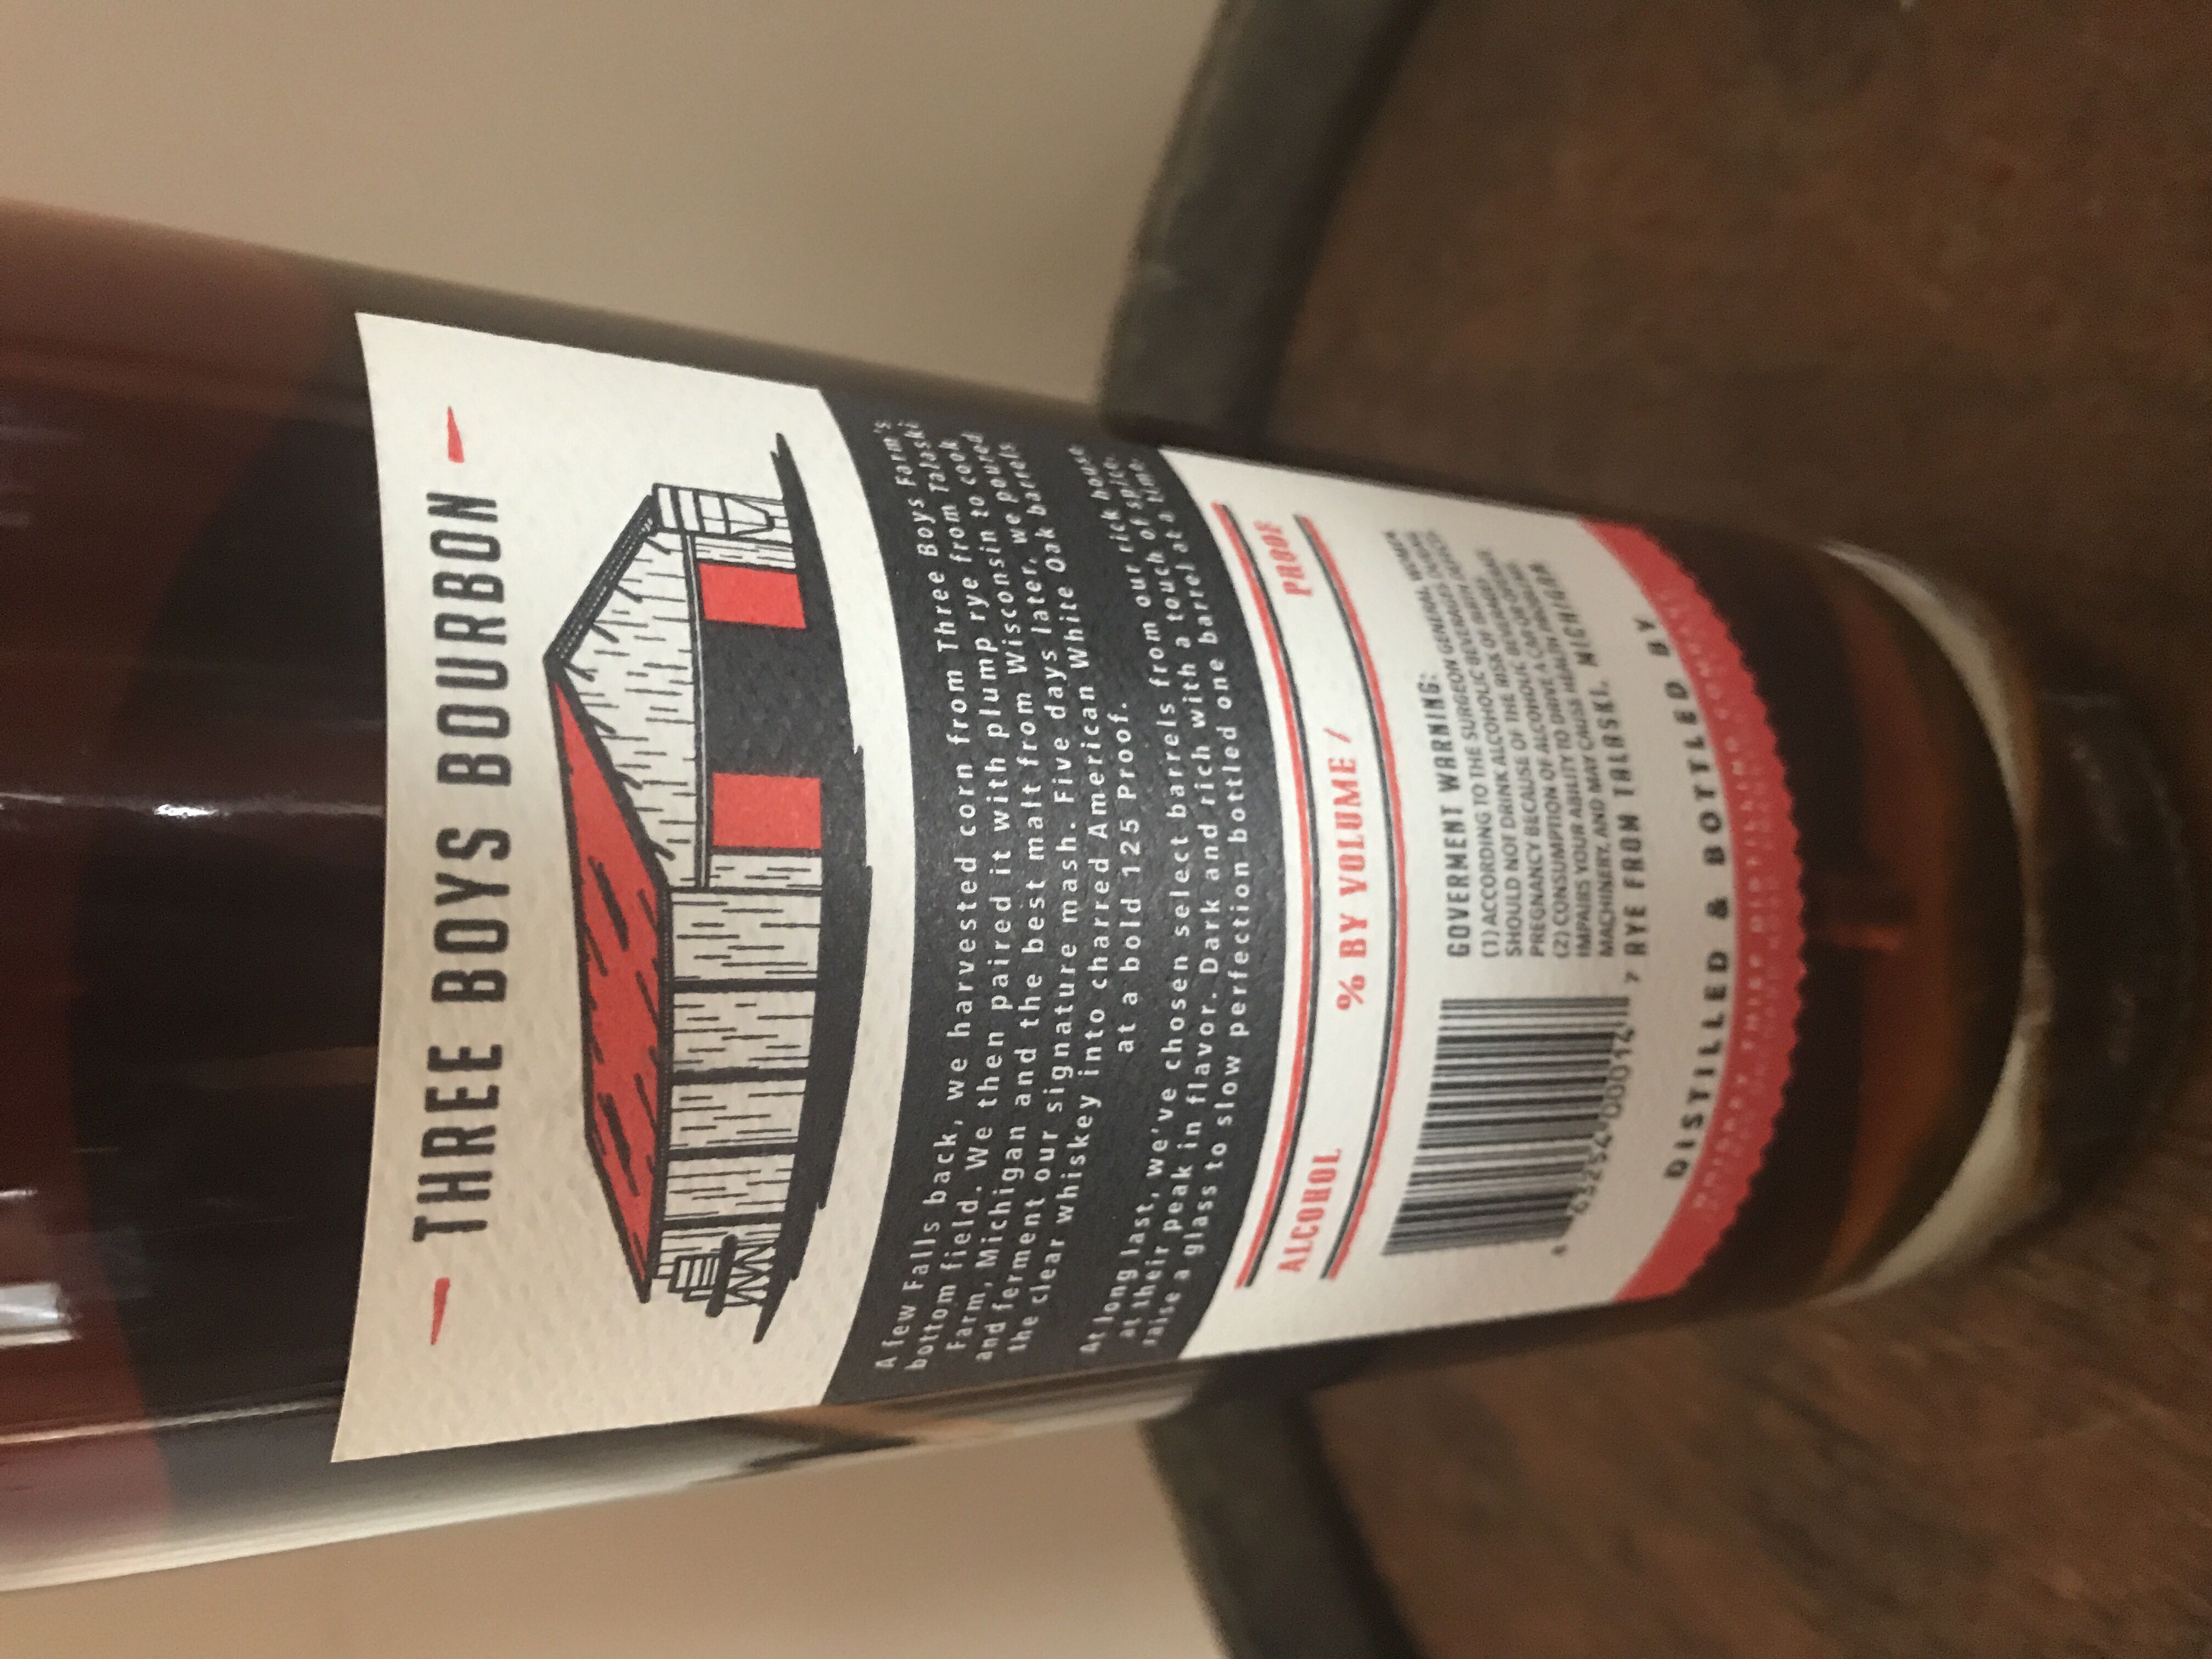 THREE BOYS BOURBON
A few Falls back, we harvested corn from Three Boys Farm's
bottom field. We then paired it with plump rye from Talaski
Farm, Michigan and the best malt from Wisconsin to cook
and ferment our signature mash. Five days later, we poured
the clear whiskey into charred American White Oak barrels
at a bold 125 Proof.
At long last, we've chosen select barrels from our rick house
at their peak in flavor. Dark and rich with a touch of spice,
raise a glass to slow perfection bottled one barrel at a time.
ALCOHOL % BY VOLUME / PROOF
GOVERMENT WARNING:
(1) ACCORDING TO THE SURGEON GENERAL, WOMEN
SHOULD NOT DRINK ALCOHOLIC BEVERAGES DURING
PREGNANCY BECAUSE OF THE RISK OF BIRTH DEFECTS.
(2) CONSUMPTION OF ALCOHOLIC BEVERAGES
IMPAIRS YOUR ABILITY TO DRIVE A CAR OR OPERATE
MACHINERY, AND MAY CAUSE HEALTH PROBLEMS.
RYE FROM TALASKI, MICHIGAN
DISTILLED & BOTTLED BY